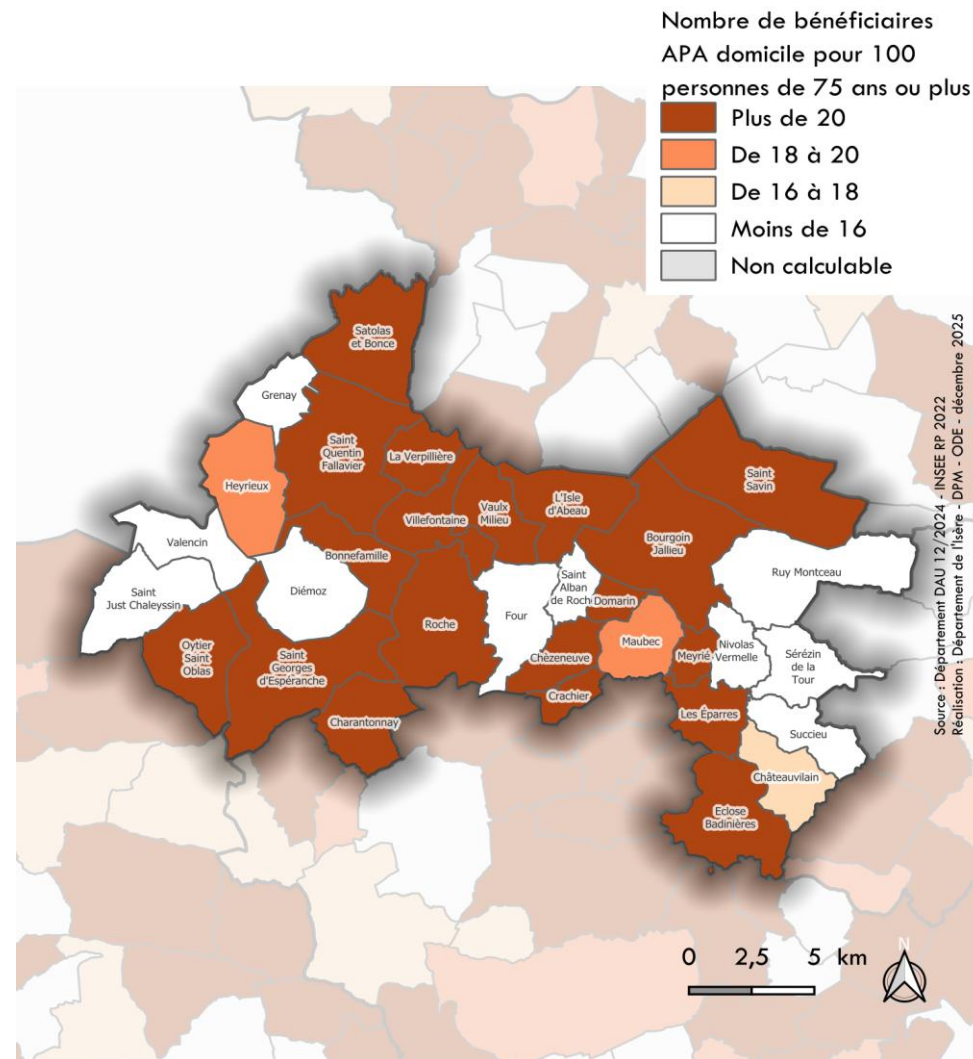 Nombre de bénéficiaires
APA domicile pour 100
personnes de 75 ans ou plus
Plus de 20
De 18 à 20
De 16 à 18
Moins de 16
Non calculable
Satolas
et Bonce
Grenay
Saint
Quentin
Fallavier
La Verpillière
Heyrieux
Villefontaine
Vaulx
Milieu
L'Isle
d'Abeau
Saint
Savin
Bourgoin
Jallieu
Valencin
Bonnefamille
Diémoz
Saint
Just Chaleyssin
Ruy Montceau
Saint
Alban
de Roche
Domarin
Four
Roche
Maubec
Nivolas
Vermelle
Oytier
Saint
Oblas
Saint
Georges
d'Espéranche
Chèzeneuve
Meyrié
Sérézin
de la
Tour
Crachier
Charantonnay
Les Éparres
Succieu
Châteauvilain
Eclose
Badinières
Source : Département DAU 12/2024 - INSEE RP 2022
Réalisation : Département de l'Isère - DPM - ODE - décembre 2025
0 2,5 5 km
N